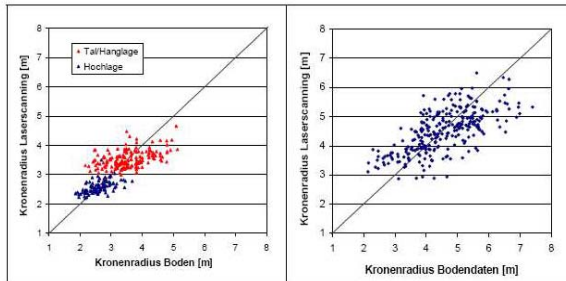 Kronenradius Laserscanning [m]
8
7
6
5
4
3
2
1
Tal/Hanglage
Hochlage
1 2 3 4 5 6 7 8
Kronenradius Boden [m]
Kronenradius Laserscanning [m]
8
7
6
5
4
3
2
1
1 2 3 4 5 6 7 8
Kronenradius Bodendaten [m]